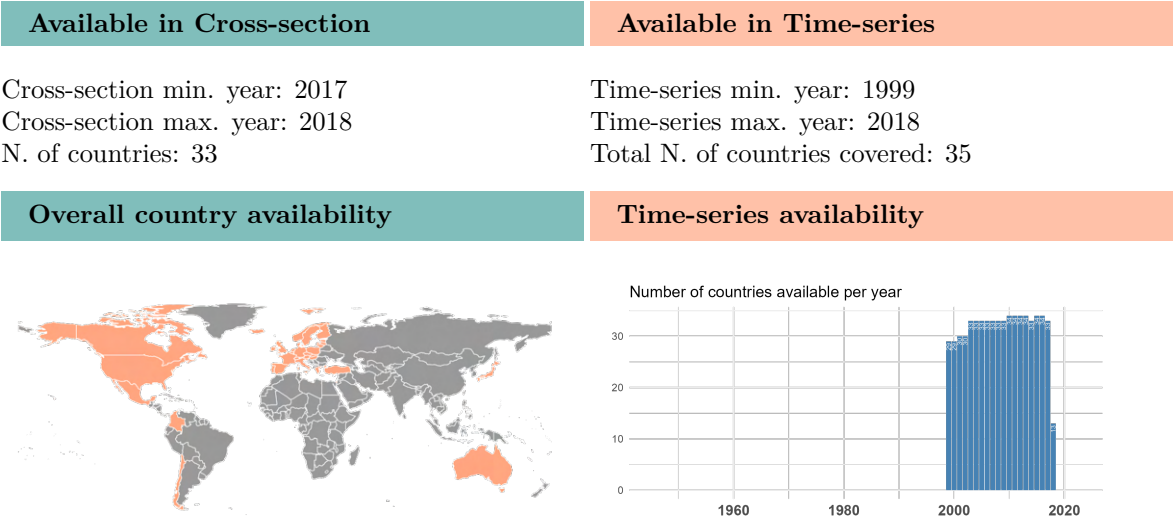 Available in Cross-section
Cross-section min. year: 2017
Cross-section max. year: 2018
N. of countries: 33
Available in Time-series
Time-series min. year: 1999
Time-series max. year: 2018
Total N. of countries covered: 35
Overall country availability
Time-series availability
Number of countries available per year
30
20
10
0
1960
1980
2000
2020